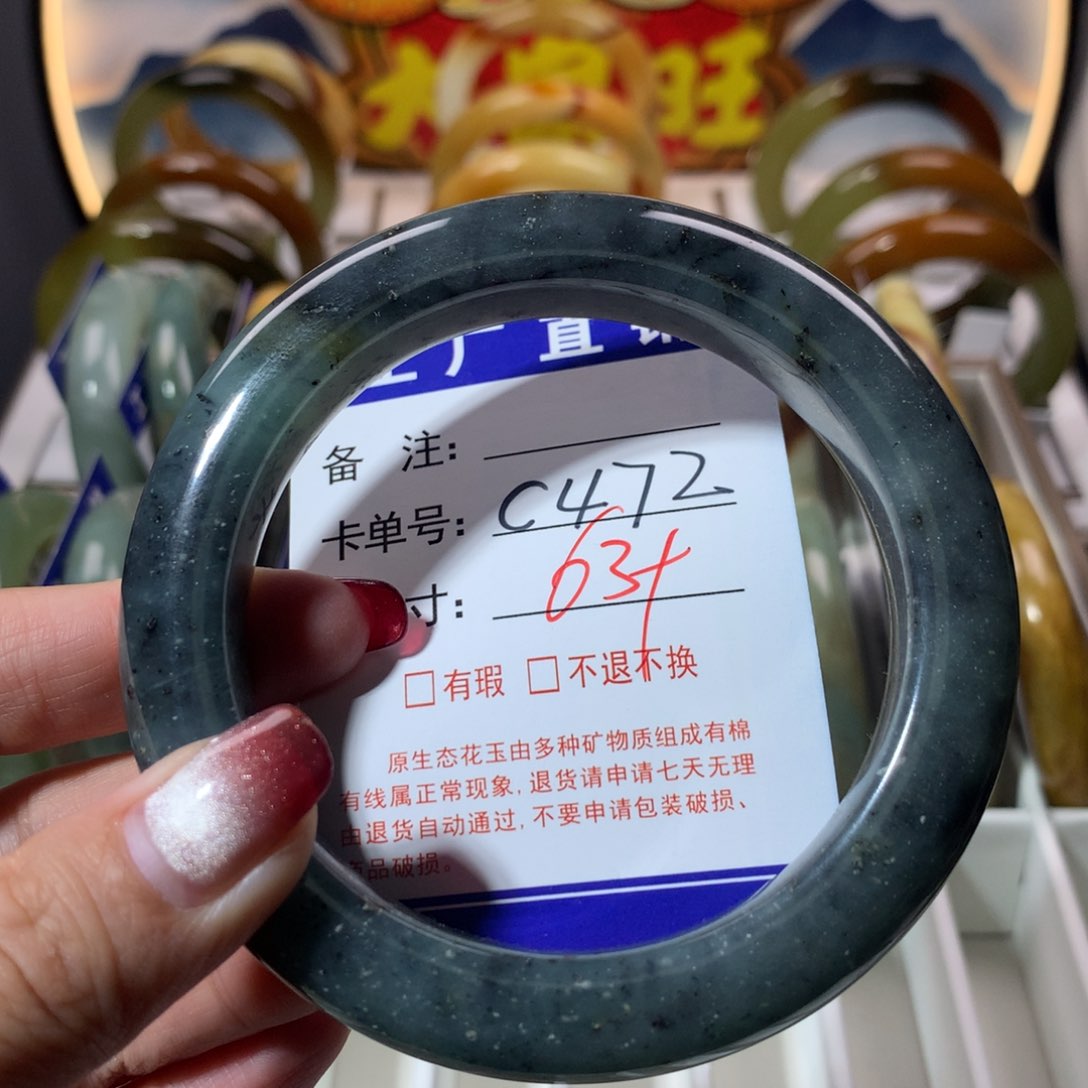 大 旺
工厂直销
备 注:
卡单号: C472
寸: 63+
□有瑕 □不退不换
原生态花玉由多种矿物质组成有棉
有线属正常现象,退货请申请七天无理
由退货自动通过,不要申请包装破损、
商品破损。